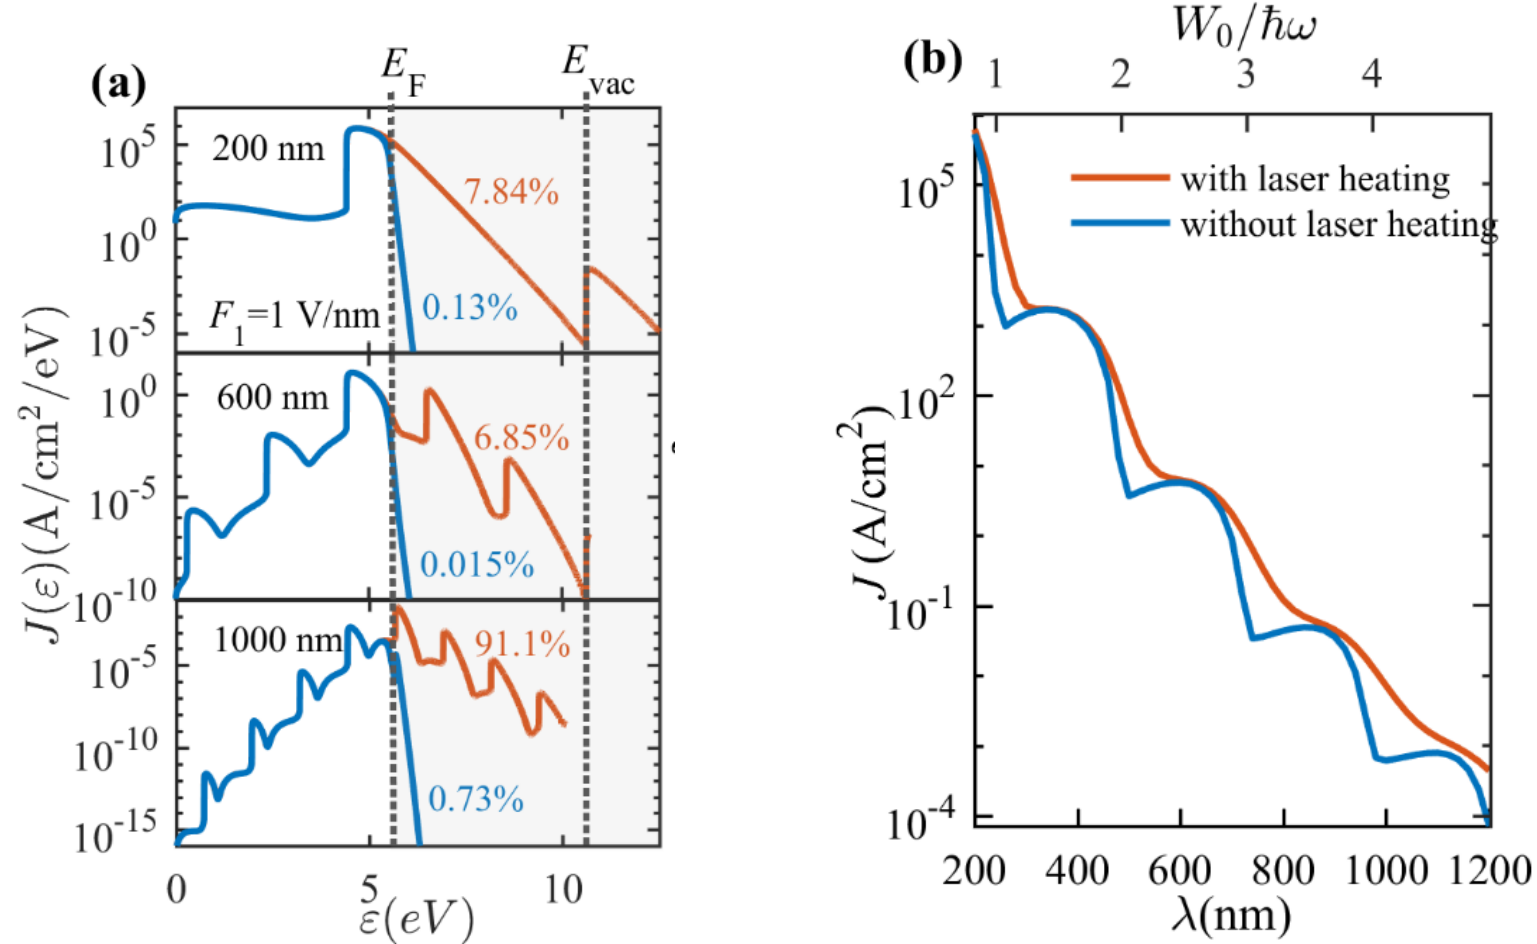 (a)
E_F
E_vac
10^5
200 nm
7.84%
10^0
F_1=1 V/nm
0.13%
10^-5
10^0
600 nm
6.85%
10^-5
0.015%
10^-10
1000 nm
91.1%
10^-5
10^-10
0.73%
10^-15
0 5 10
ε(eV)
J(ε)(A/cm^2/eV)
(b)
W_0/ħω
1 2 3 4
10^5
with laser heating
without laser heating
10^2
10^-1
10^-4
200 400 600 800 1000 1200
λ(nm)
J (A/cm^2)